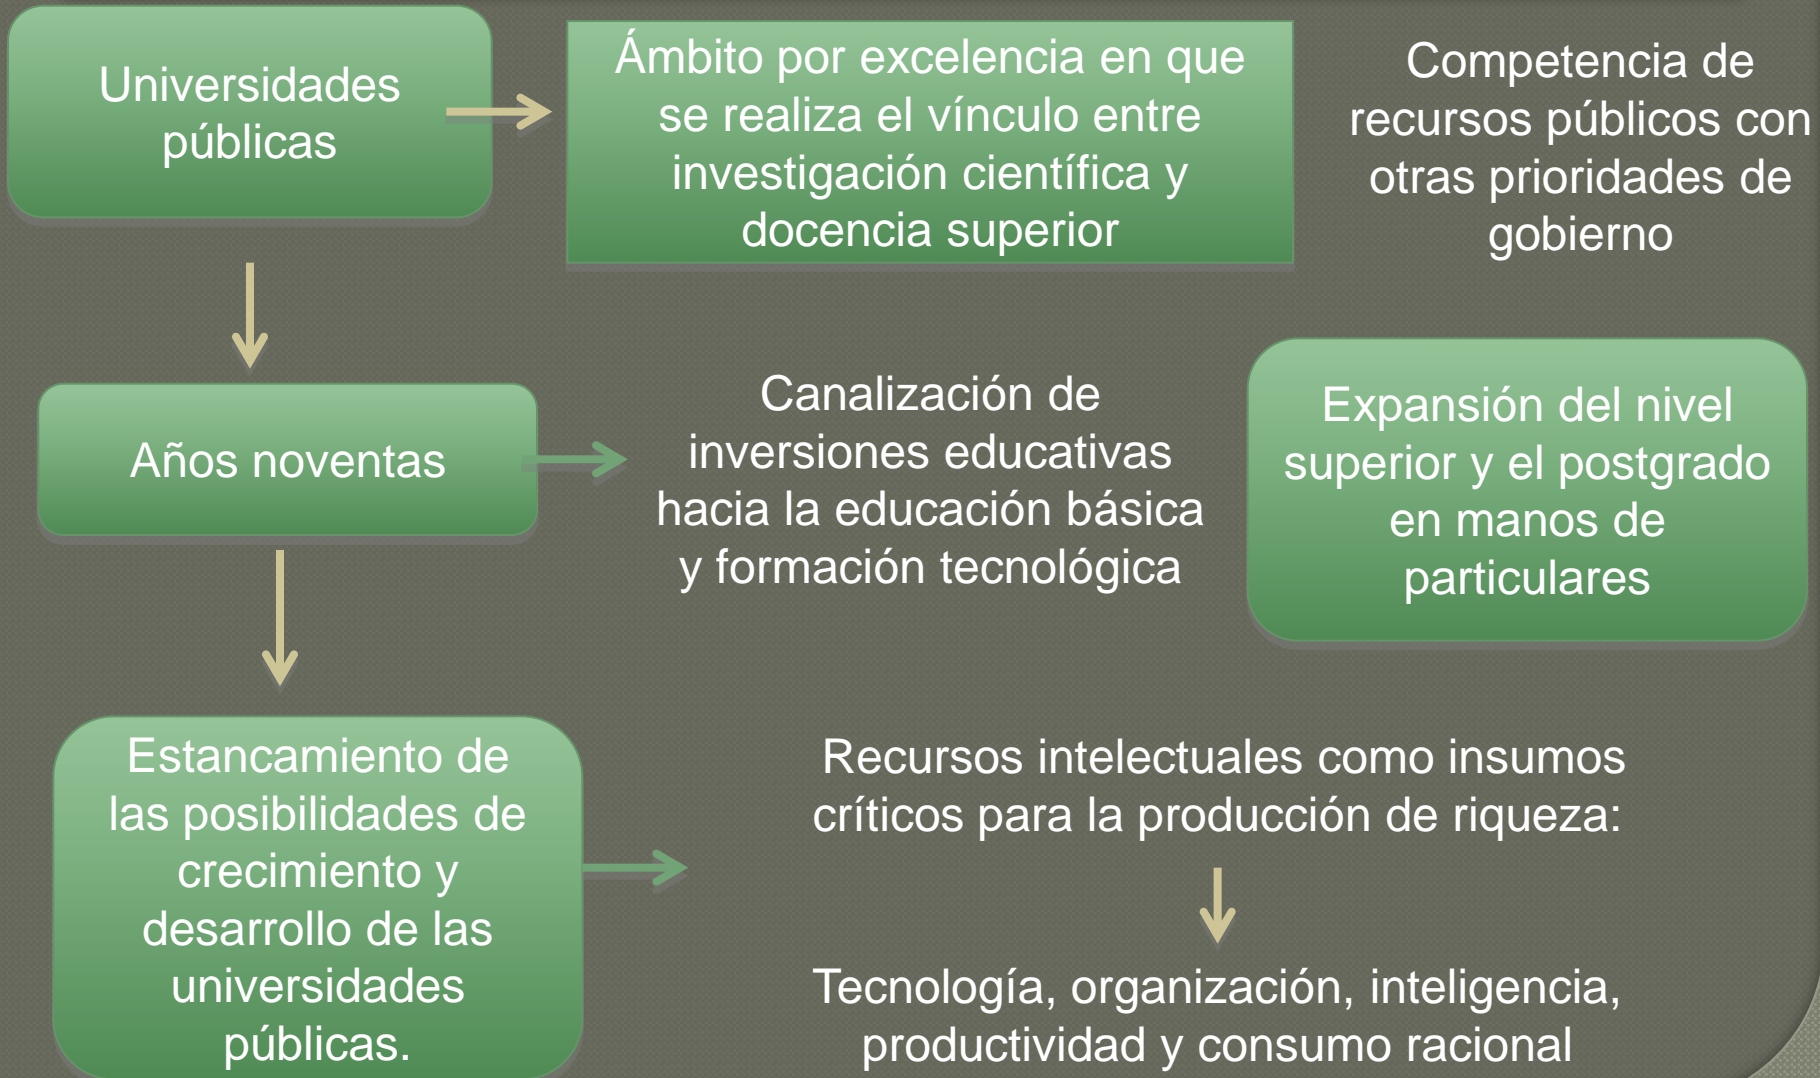 Universidades
públicas
Ámbito por excelencia en que
se realiza el vínculo entre
investigación científica y
docencia superior
Competencia de
recursos públicos con
otras prioridades de
gobierno
Años noventas
Canalización de
inversiones educativas
hacia la educación básica
y formación tecnológica
Expansión del nivel
superior y el postgrado
en manos de
particulares
Estancamiento de
las posibilidades de
crecimiento y
desarrollo de las
universidades
públicas.
Recursos intelectuales como insumos
críticos para la producción de riqueza:
Tecnología, organización, inteligencia,
productividad y consumo racional